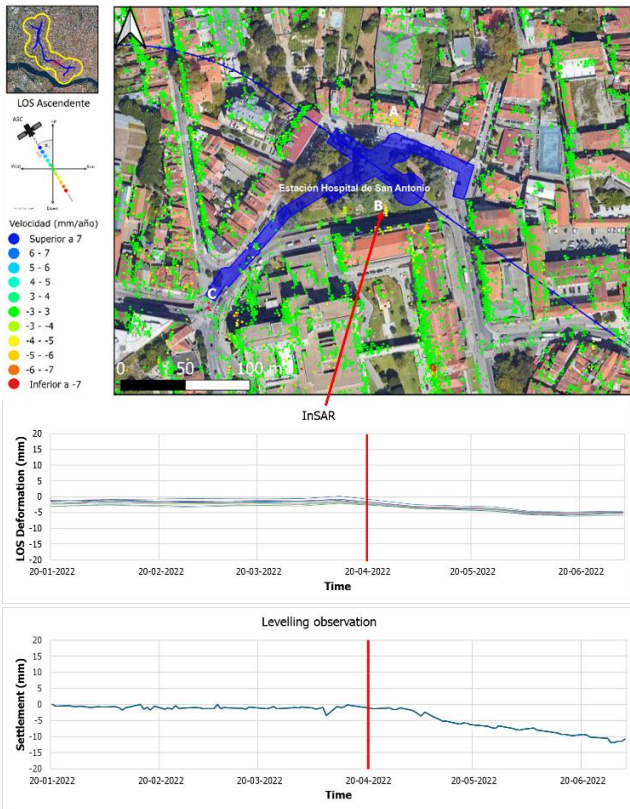 LOS Ascendente
ASC
Velocidad (mm/año)
Superior a 7
6 - 7
5 - 6
4 - 5
3 - 4
-3 - 3
-3 - -4
-4 - -5
-5 - -6
-6 - -7
Inferior a -7
A
Estación Hospital de San Antonio
B
C
0 50 100 m
InSAR
LOS Deformation (mm)
20
15
10
5
0
-5
-10
-15
-20
20-01-2022 20-02-2022 20-03-2022 20-04-2022 20-05-2022 20-06-2022
Time
Levelling observation
Settlement (mm)
20
15
10
5
0
-5
-10
-15
-20
20-01-2022 20-02-2022 20-03-2022 20-04-2022 20-05-2022 20-06-2022
Time